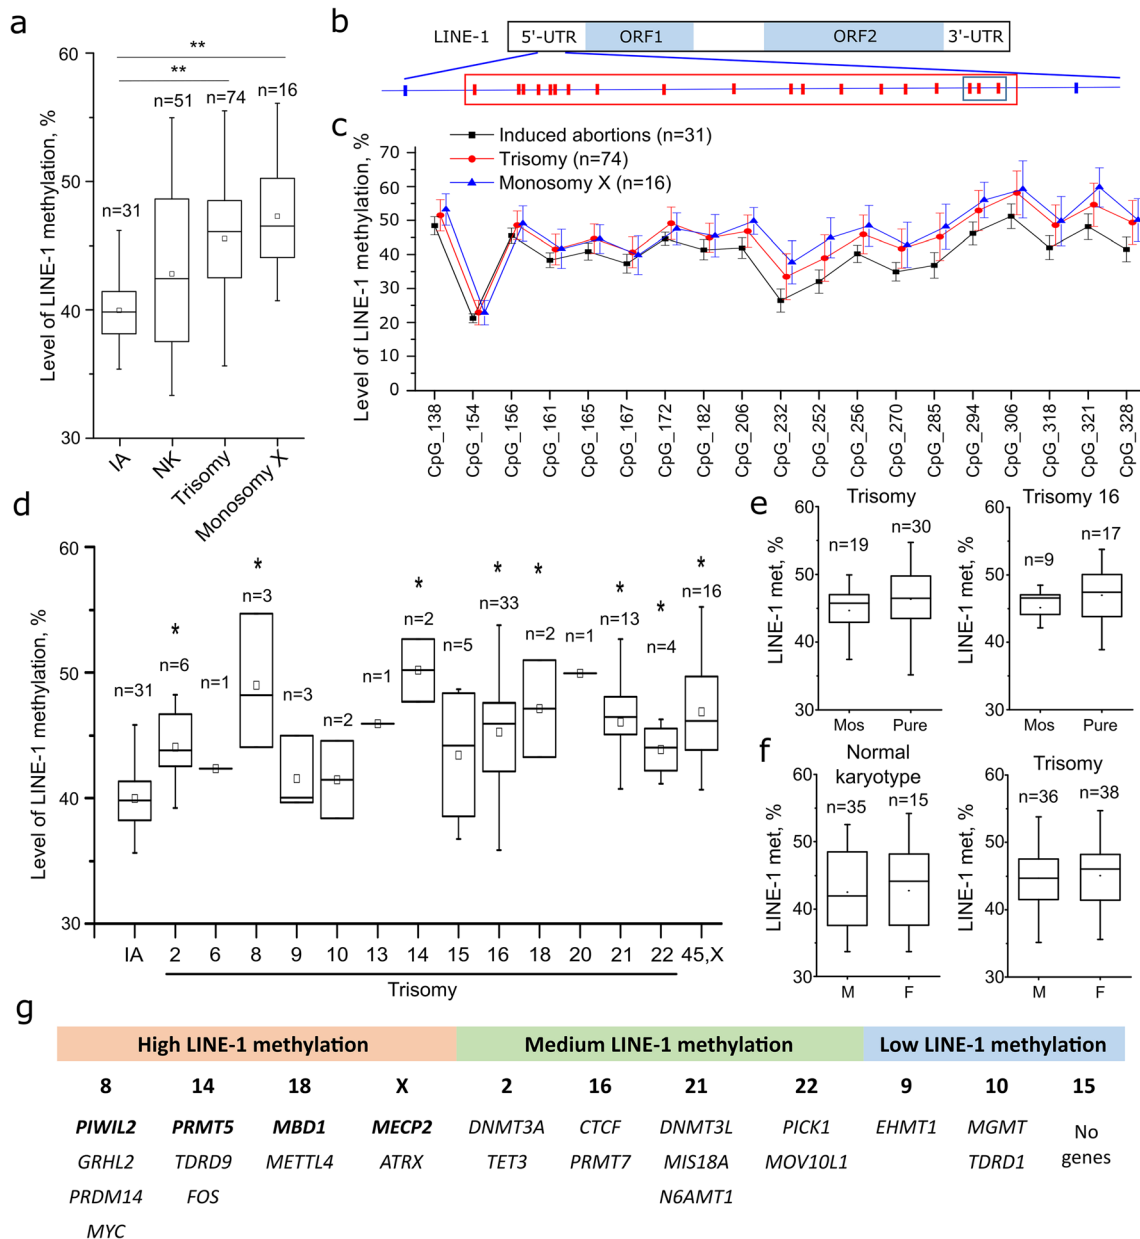 a
Level of LINE-1 methylation, %
60
50
40
30
**
**
n=31
n=51
n=74
n=16
IA
NK
Trisomy
Monosomy X
b
LINE-1
5'-UTR
ORF1
ORF2
3'-UTR
c
Level of LINE-1 methylation, %
Induced abortions (n=31)
Trisomy (n=74)
Monosomy X (n=16)
70
60
50
40
30
20
10
0
CpG_138
CpG_154
CpG_156
CpG_161
CpG_165
CpG_167
CpG_172
CpG_182
CpG_206
CpG_232
CpG_252
CpG_256
CpG_270
CpG_285
CpG_294
CpG_306
CpG_318
CpG_321
CpG_328
d
Level of LINE-1 methylation, %
60
50
40
30
n=31
*
n=6
n=1
*
n=3
n=3
n=2
n=1
*
n=2
n=5
*
n=33
*
n=2
n=1
*
n=13
*
n=4
*
n=16
IA
2
6
8
9
10
13
14
15
16
18
20
21
22
45,X
Trisomy
e
Trisomy
LINE-1 met, %
60
50
40
30
n=19
n=30
Mos
Pure
Trisomy 16
LINE-1 met, %
60
50
40
30
n=9
n=17
Mos
Pure
f
Normal
karyotype
LINE-1 met, %
60
50
40
30
n=35
n=15
M
F
Trisomy
LINE-1 met, %
60
50
40
30
n=36
n=38
M
F
g
High LINE-1 methylation Medium LINE-1 methylation Low LINE-1 methylation
8 14 18 X 2 16 21 22 9 10 15
PIWIL2 PRMT5 MBD1 MECP2 DNMT3A CTCF DNMT3L PICK1 EHMT1 MGMT No
GRHL2 TDRD9 METTL4 ATRX TET3 PRMT7 MIS18A MOV10L1 TDRD1 genes
PRDM14 FOS N6AMT1
MYC